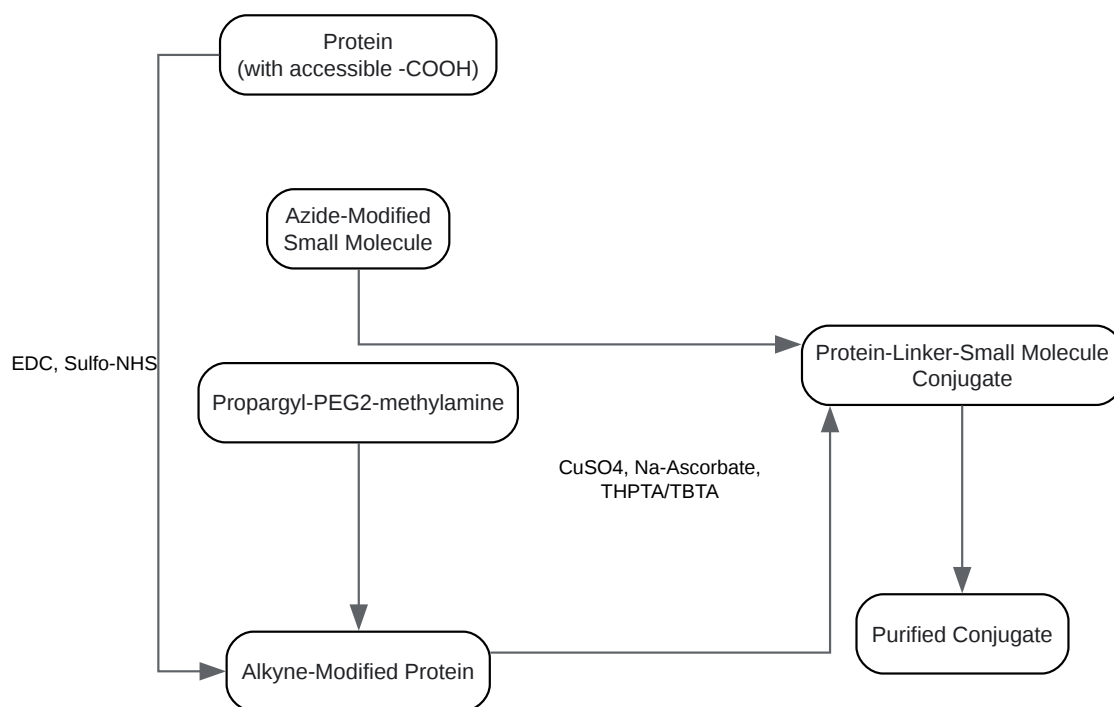 Protein
(with accessible -COOH)
Azide-Modified
Small Molecule
EDC, Sulfo-NHS
Protein-Linker-Small Molecule
Conjugate
Propargyl-PEG2-methylamine
CuSO4, Na-Ascorbate,
THPTA/TBTA
Purified Conjugate
Alkyne-Modified Protein